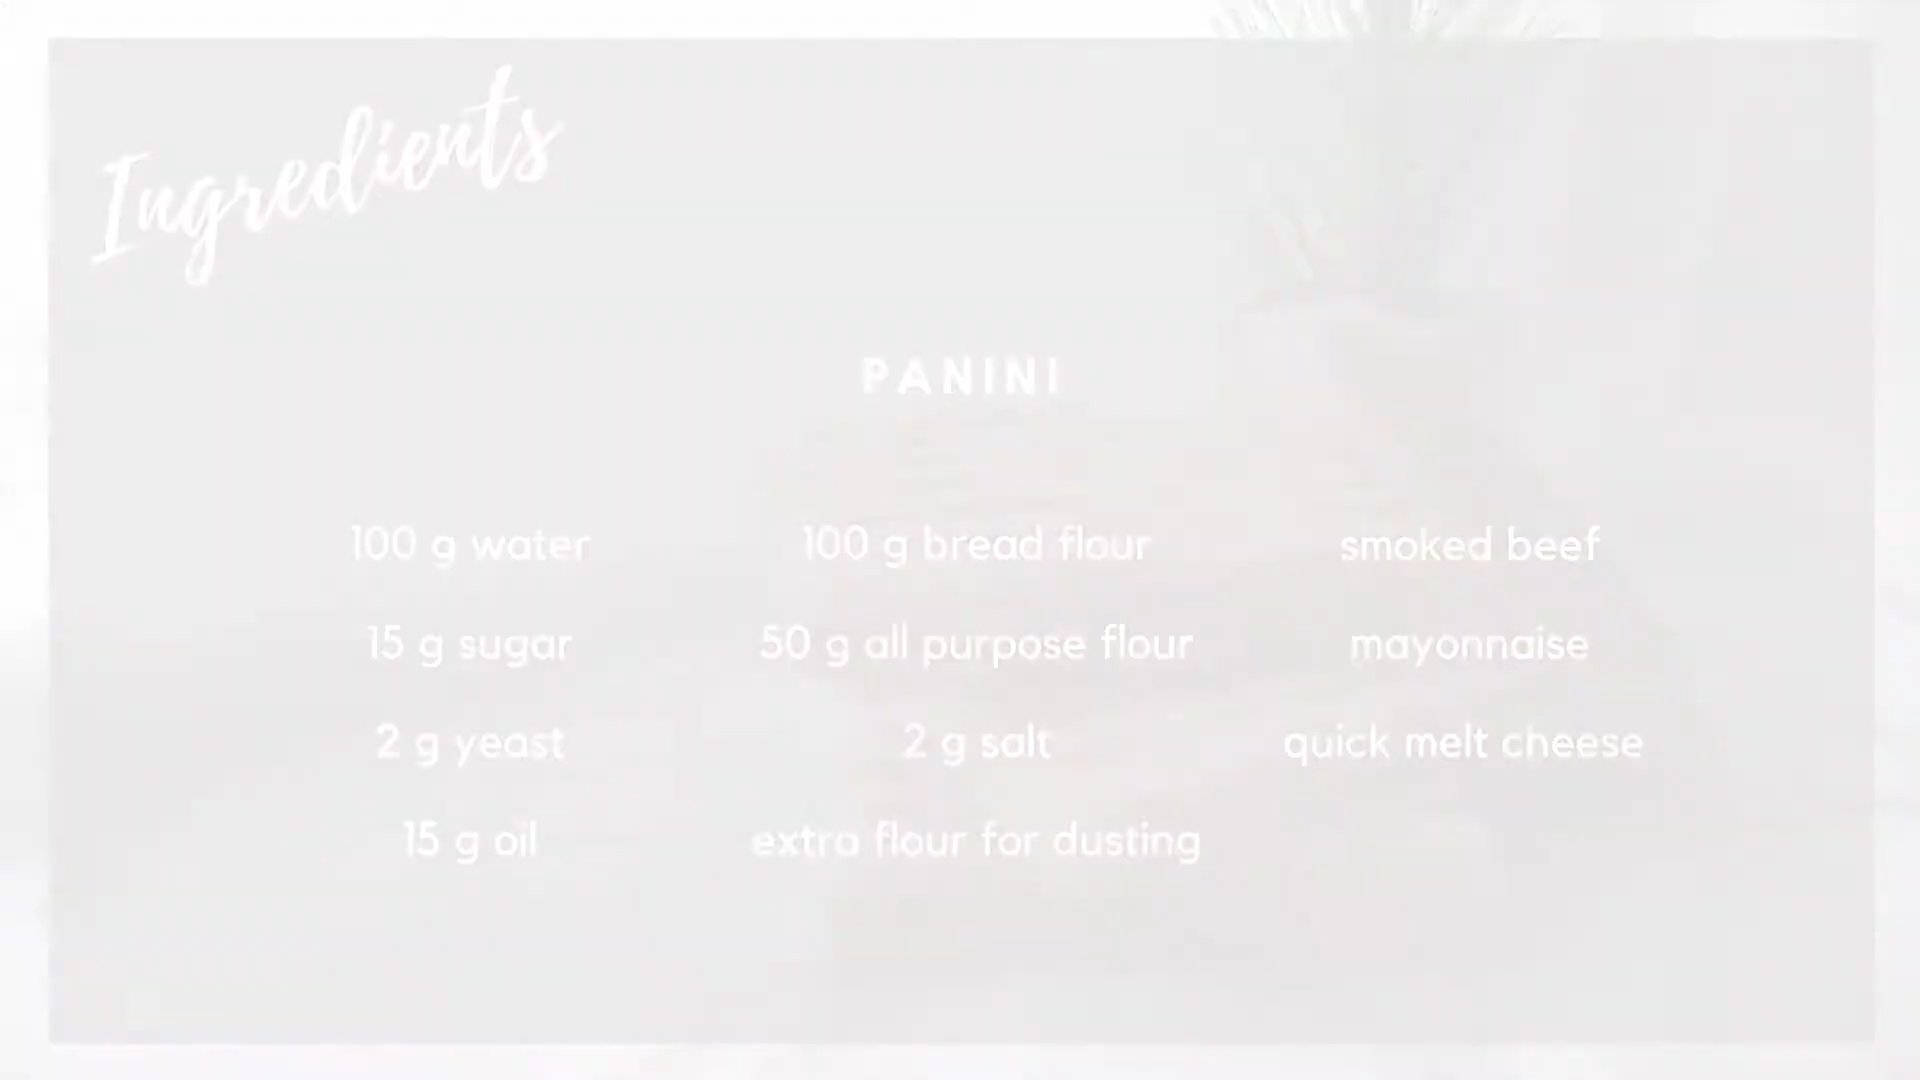 Ingredients
PANINI
100 g water
15 g sugar
2 g yeast
15 g oil
100 g bread flour
50 g all purpose flour
2 g salt
extra flour for dusting
smoked beef
mayonnaise
quick melt cheese